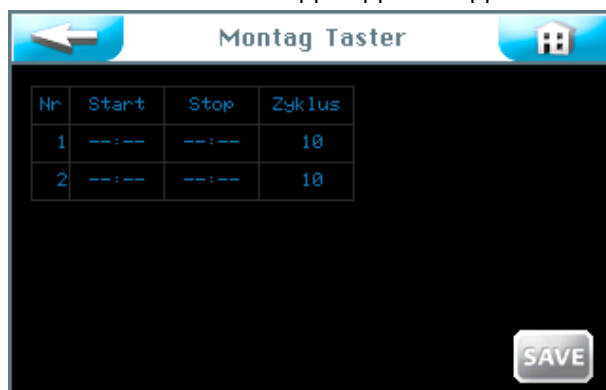 Montag Taster
Nr Start Stop Zyklus
1 --:-- --:-- 10
2 --:-- --:-- 10
SAVE